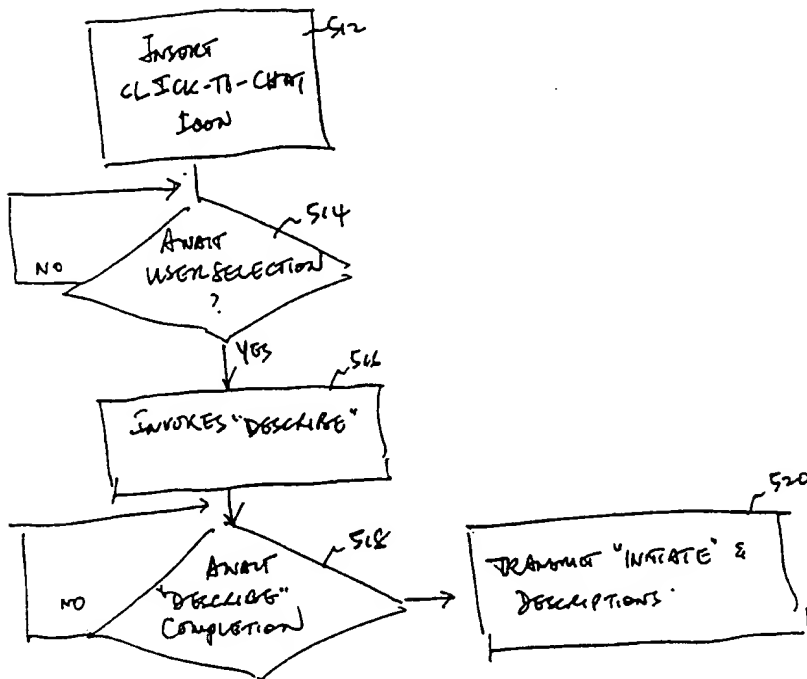 512
INSERT
CLICK-TO-CHAT
ICON
514
AWAIT
USER SELECTION
?
NO
YES
516
INVOKES "DESCRIBE"
518
AWAIT
"DESCRIBE"
COMPLETION
NO
520
TRANSMIT "INITIATE" &
DESCRIPTIONS